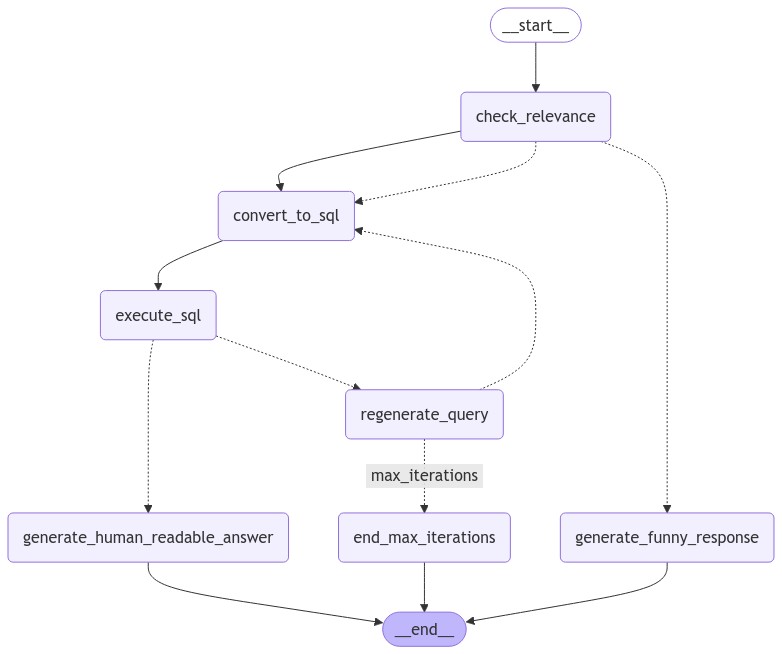 __start__
check_relevance
convert_to_sql
execute_sql
regenerate_query
max_iterations
generate_human_readable_answer
end_max_iterations
generate_funny_response
__end__